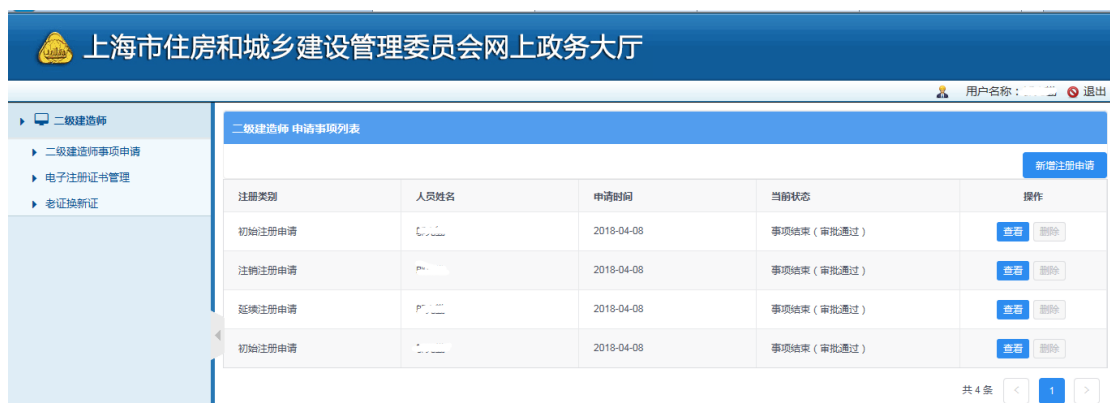 上海市住房和城乡建设管理委员会网上政务大厅
用户名称： 退出
二级建造师
二级建造师事项申请
电子注册证书管理
老证换新证
二级建造师 申请事项列表
新增注册申请
注册类别 人员姓名 申请时间 当前状态 操作
初始注册申请 2018-04-08 事项结束（审批通过） 查看 删除
注销注册申请 2018-04-08 事项结束（审批通过） 查看 删除
延续注册申请 2018-04-08 事项结束（审批通过） 查看 删除
初始注册申请 2018-04-08 事项结束（审批通过） 查看 删除
共 4 条 < 1 >